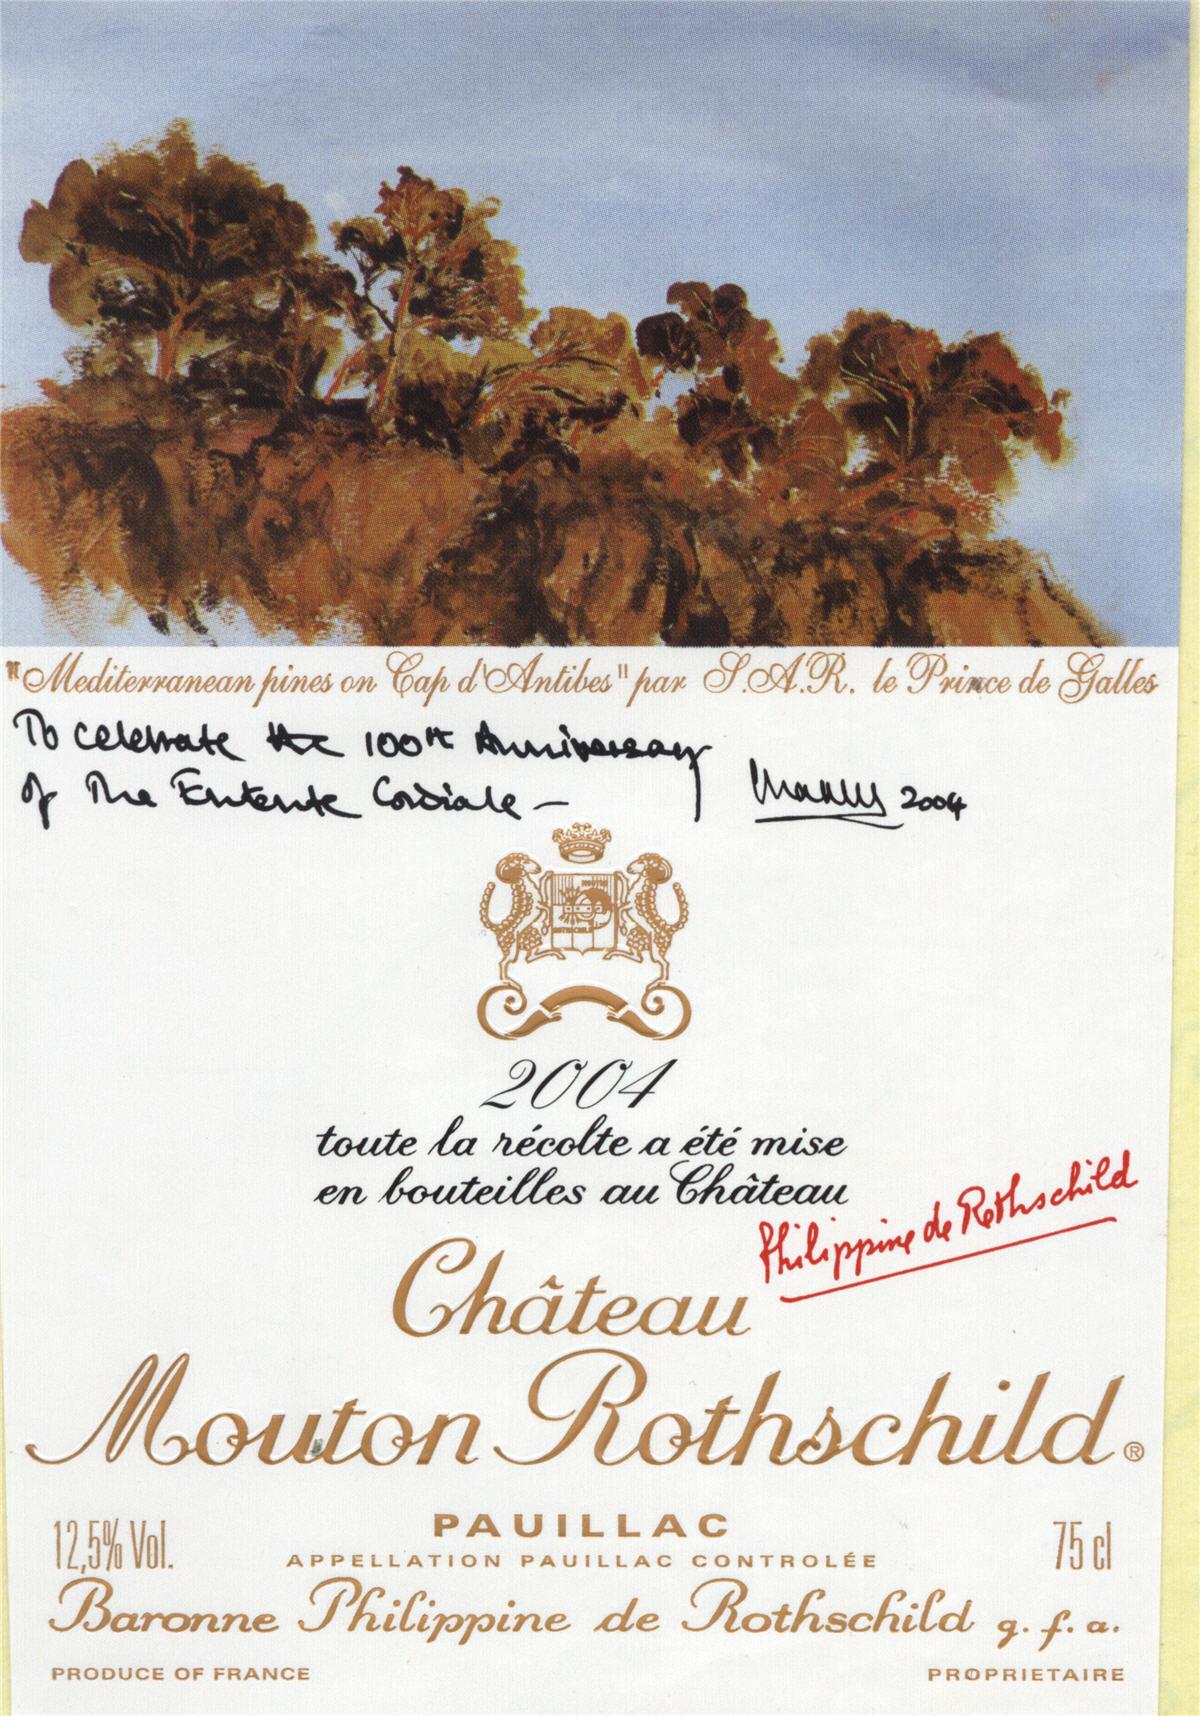 "Mediterranean pines on Cap d'Antibes" par S.A.R. le Prince de Galles
To celebrate the 100th Anniversary
of The Entente Cordiale – Charles 2004
2004
toute la récolte a été mise
en bouteilles au Château
Philippine de Rothschild
Château
Mouton Rothschild ®
PAUILLAC
12,5% Vol. APPELLATION PAUILLAC CONTROLÉE 75 cl
Baronne Philippine de Rothschild g. f. a.
PRODUCE OF FRANCE PROPRIETAIRE